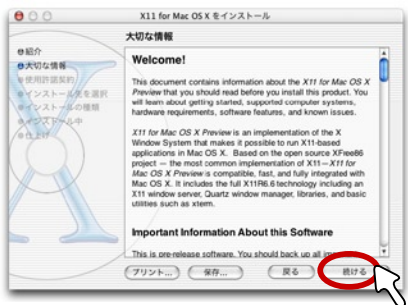 X11 for Mac OS X をインストール
大切な情報
紹介
大切な情報
使用許諾契約
インストール先を選択
インストールの種類
インストール中
仕上げ
Welcome!
This document contains information about the X11 for Mac OS X
Preview that you should read before you install this product. You
will learn about getting started, supported computer systems,
hardware requirements, software features, and known issues.
X11 for Mac OS X Preview is an implementation of the X
Window System that makes it possible to run X11-based
applications in Mac OS X. Based on the open source XFree86
project — the most common implementation of X11 — X11 for
Mac OS X Preview is compatible, fast, and fully integrated with
Mac OS X. It includes the full X11R6.6 technology including an
X11 window server, Quartz window manager, libraries, and basic
utilities such as xterm.
Important Information About this Software
This is pre-release software. You should back up all
プリント...
保存...
戻る
続ける